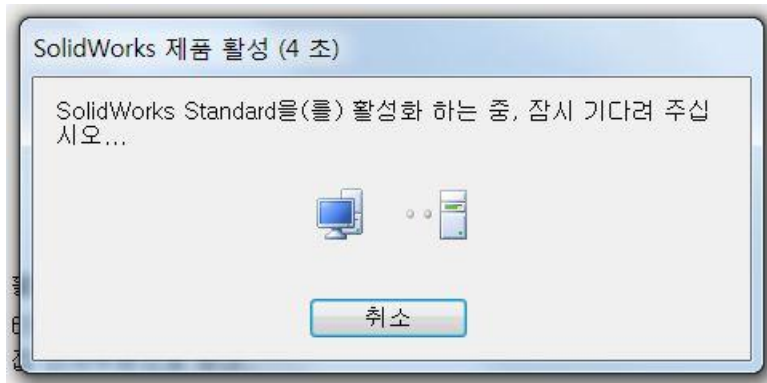 SolidWorks 제품 활성 (4 초)
SolidWorks Standard을(를) 활성화 하는 중, 잠시 기다려 주십
시오...
취소